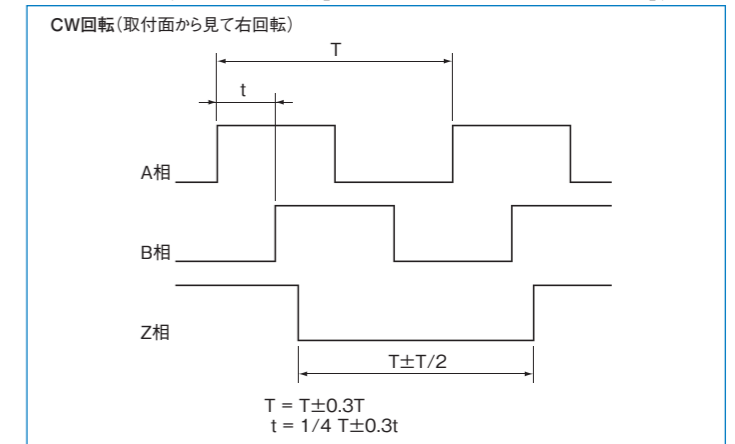 CW回転(取付面から見て右回転)
T
t
A相
B相
Z相
T±T/2
T = T±0.3T
t = 1/4 T±0.3t